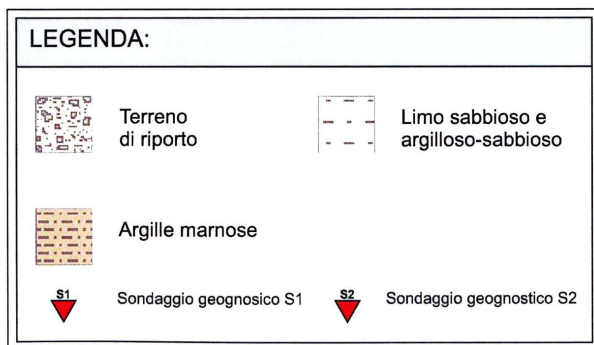 LEGENDA:
Terreno
di riporto
Limo sabbioso e
argilloso-sabbioso
Argille marnose
S1
Sondaggio geognosico S1
S2
Sondaggio geognostico S2